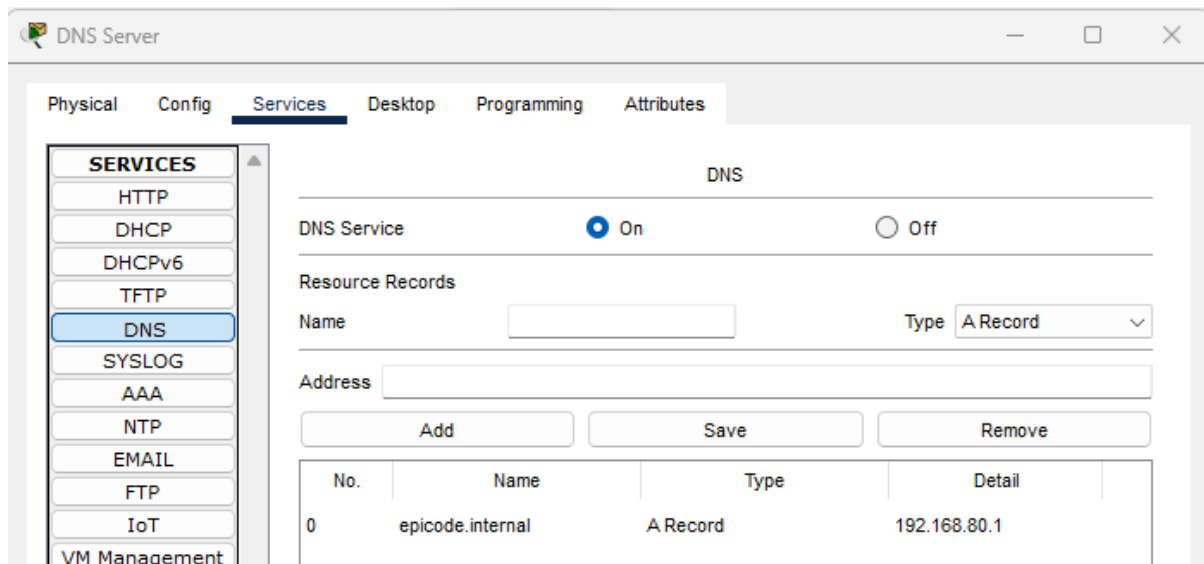 DNS Server
Physical Config Services Desktop Programming Attributes
SERVICES
HTTP
DHCP
DHCPv6
TFTP
DNS
SYSLOG
AAA
NTP
EMAIL
FTP
IoT
VM Management
DNS
DNS Service On Off
Resource Records
Name Type A Record
Address
Add Save Remove
No. Name Type Detail
0 epicode.internal A Record 192.168.80.1